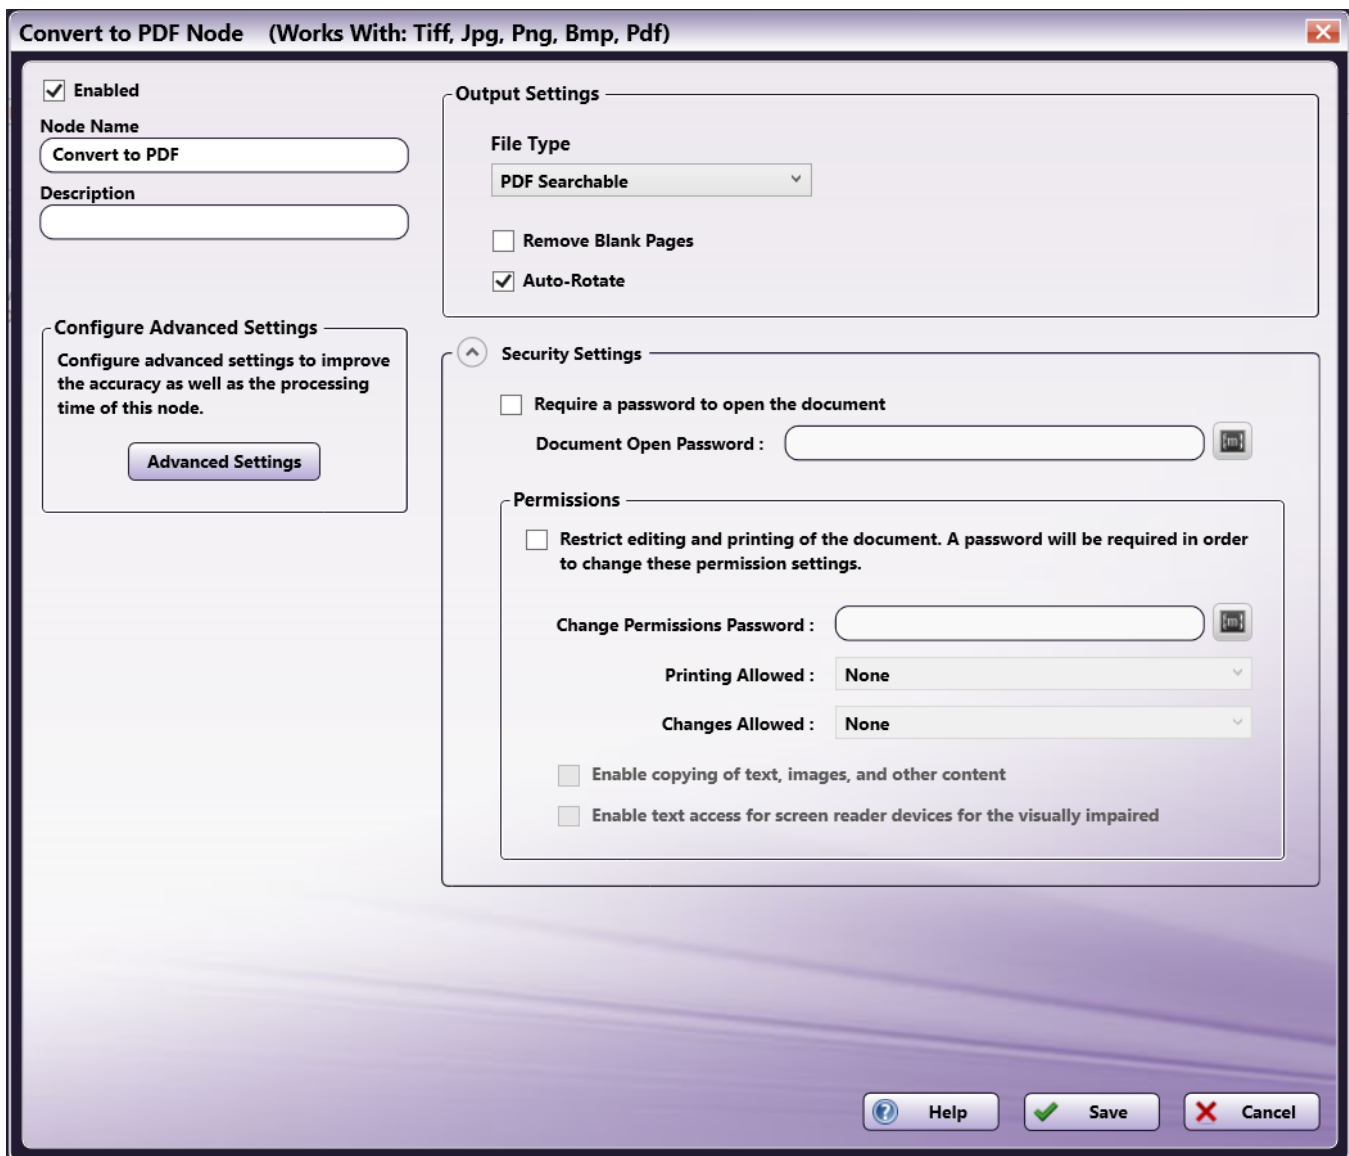 Convert to PDF Node (Works With: Tiff, Jpg, Png, Bmp, Pdf)
Enabled
Node Name
Convert to PDF
Description
Configure Advanced Settings
Configure advanced settings to improve
the accuracy as well as the processing
time of this node.
Advanced Settings
Output Settings
File Type
PDF Searchable
Remove Blank Pages
Auto-Rotate
Security Settings
Require a password to open the document
Document Open Password :
{m}
Permissions
Restrict editing and printing of the document. A password will be required in order
to change these permission settings.
Change Permissions Password :
{m}
Printing Allowed : None
Changes Allowed : None
Enable copying of text, images, and other content
Enable text access for screen reader devices for the visually impaired
Help
Save
Cancel